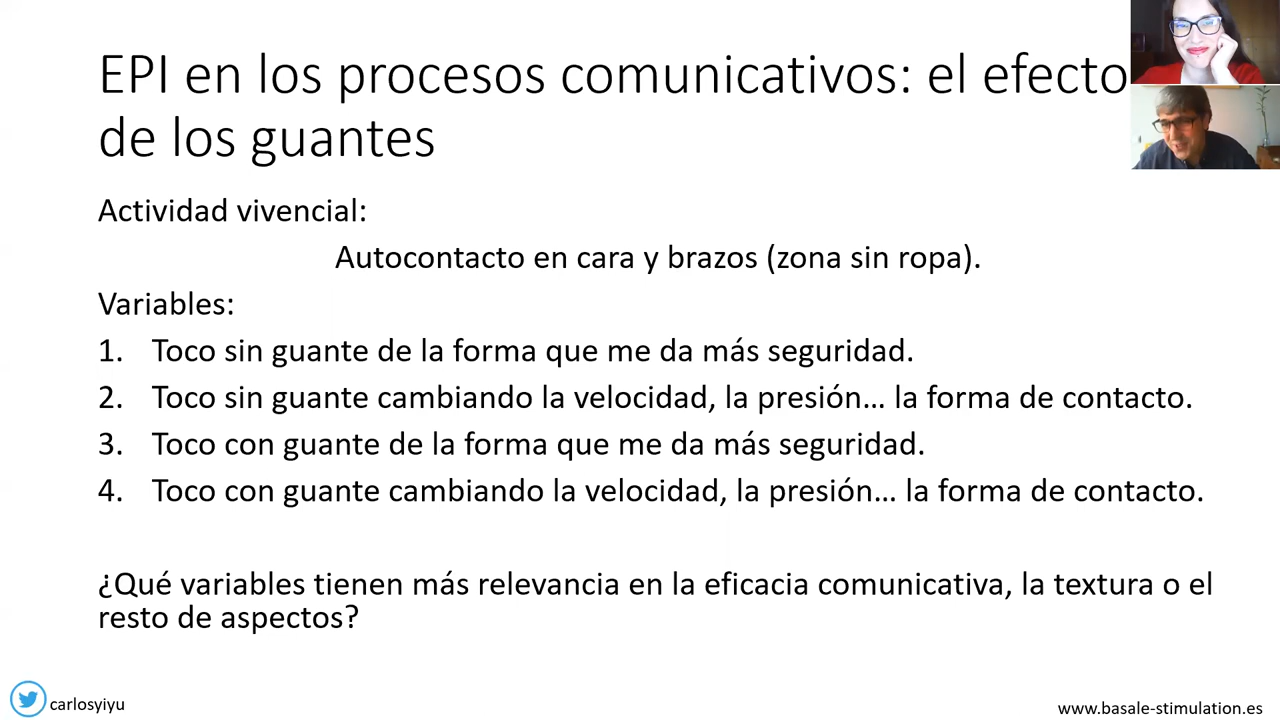 EPI en los procesos comunicativos: el efecto
de los guantes
Actividad vivencial:
Autocontacto en cara y brazos (zona sin ropa).
Variables:
1. Toco sin guante de la forma que me da más seguridad.
2. Toco sin guante cambiando la velocidad, la presión… la forma de contacto.
3. Toco con guante de la forma que me da más seguridad.
4. Toco con guante cambiando la velocidad, la presión… la forma de contacto.
¿Qué variables tienen más relevancia en la eficacia comunicativa, la textura o el
resto de aspectos?
carlosyiyu
www.basale-stimulation.es